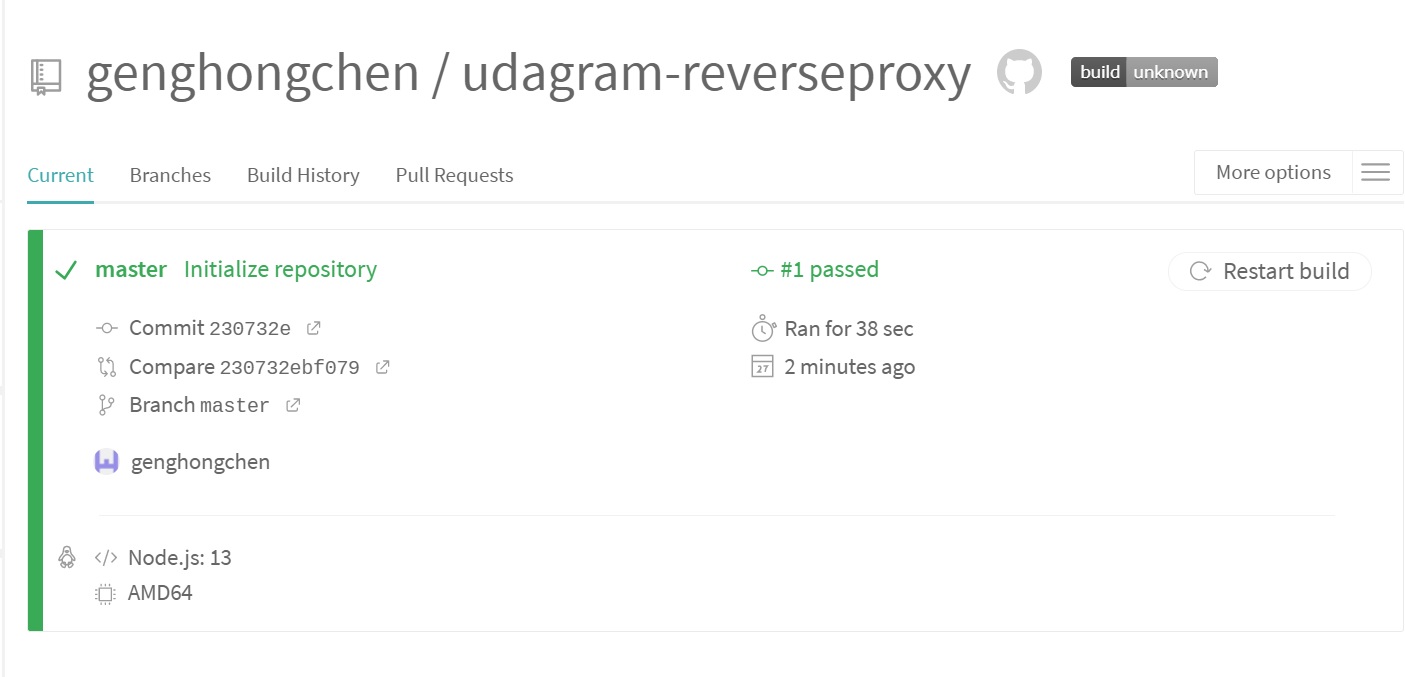 genghongchen / udagram-reverseproxy build unknown
Current Branches Build History Pull Requests More options
master Initialize repository #1 passed Restart build
Commit 230732e Ran for 38 sec
Compare 230732ebf079 27 2 minutes ago
Branch master
genghongchen
</> Node.js: 13
AMD64